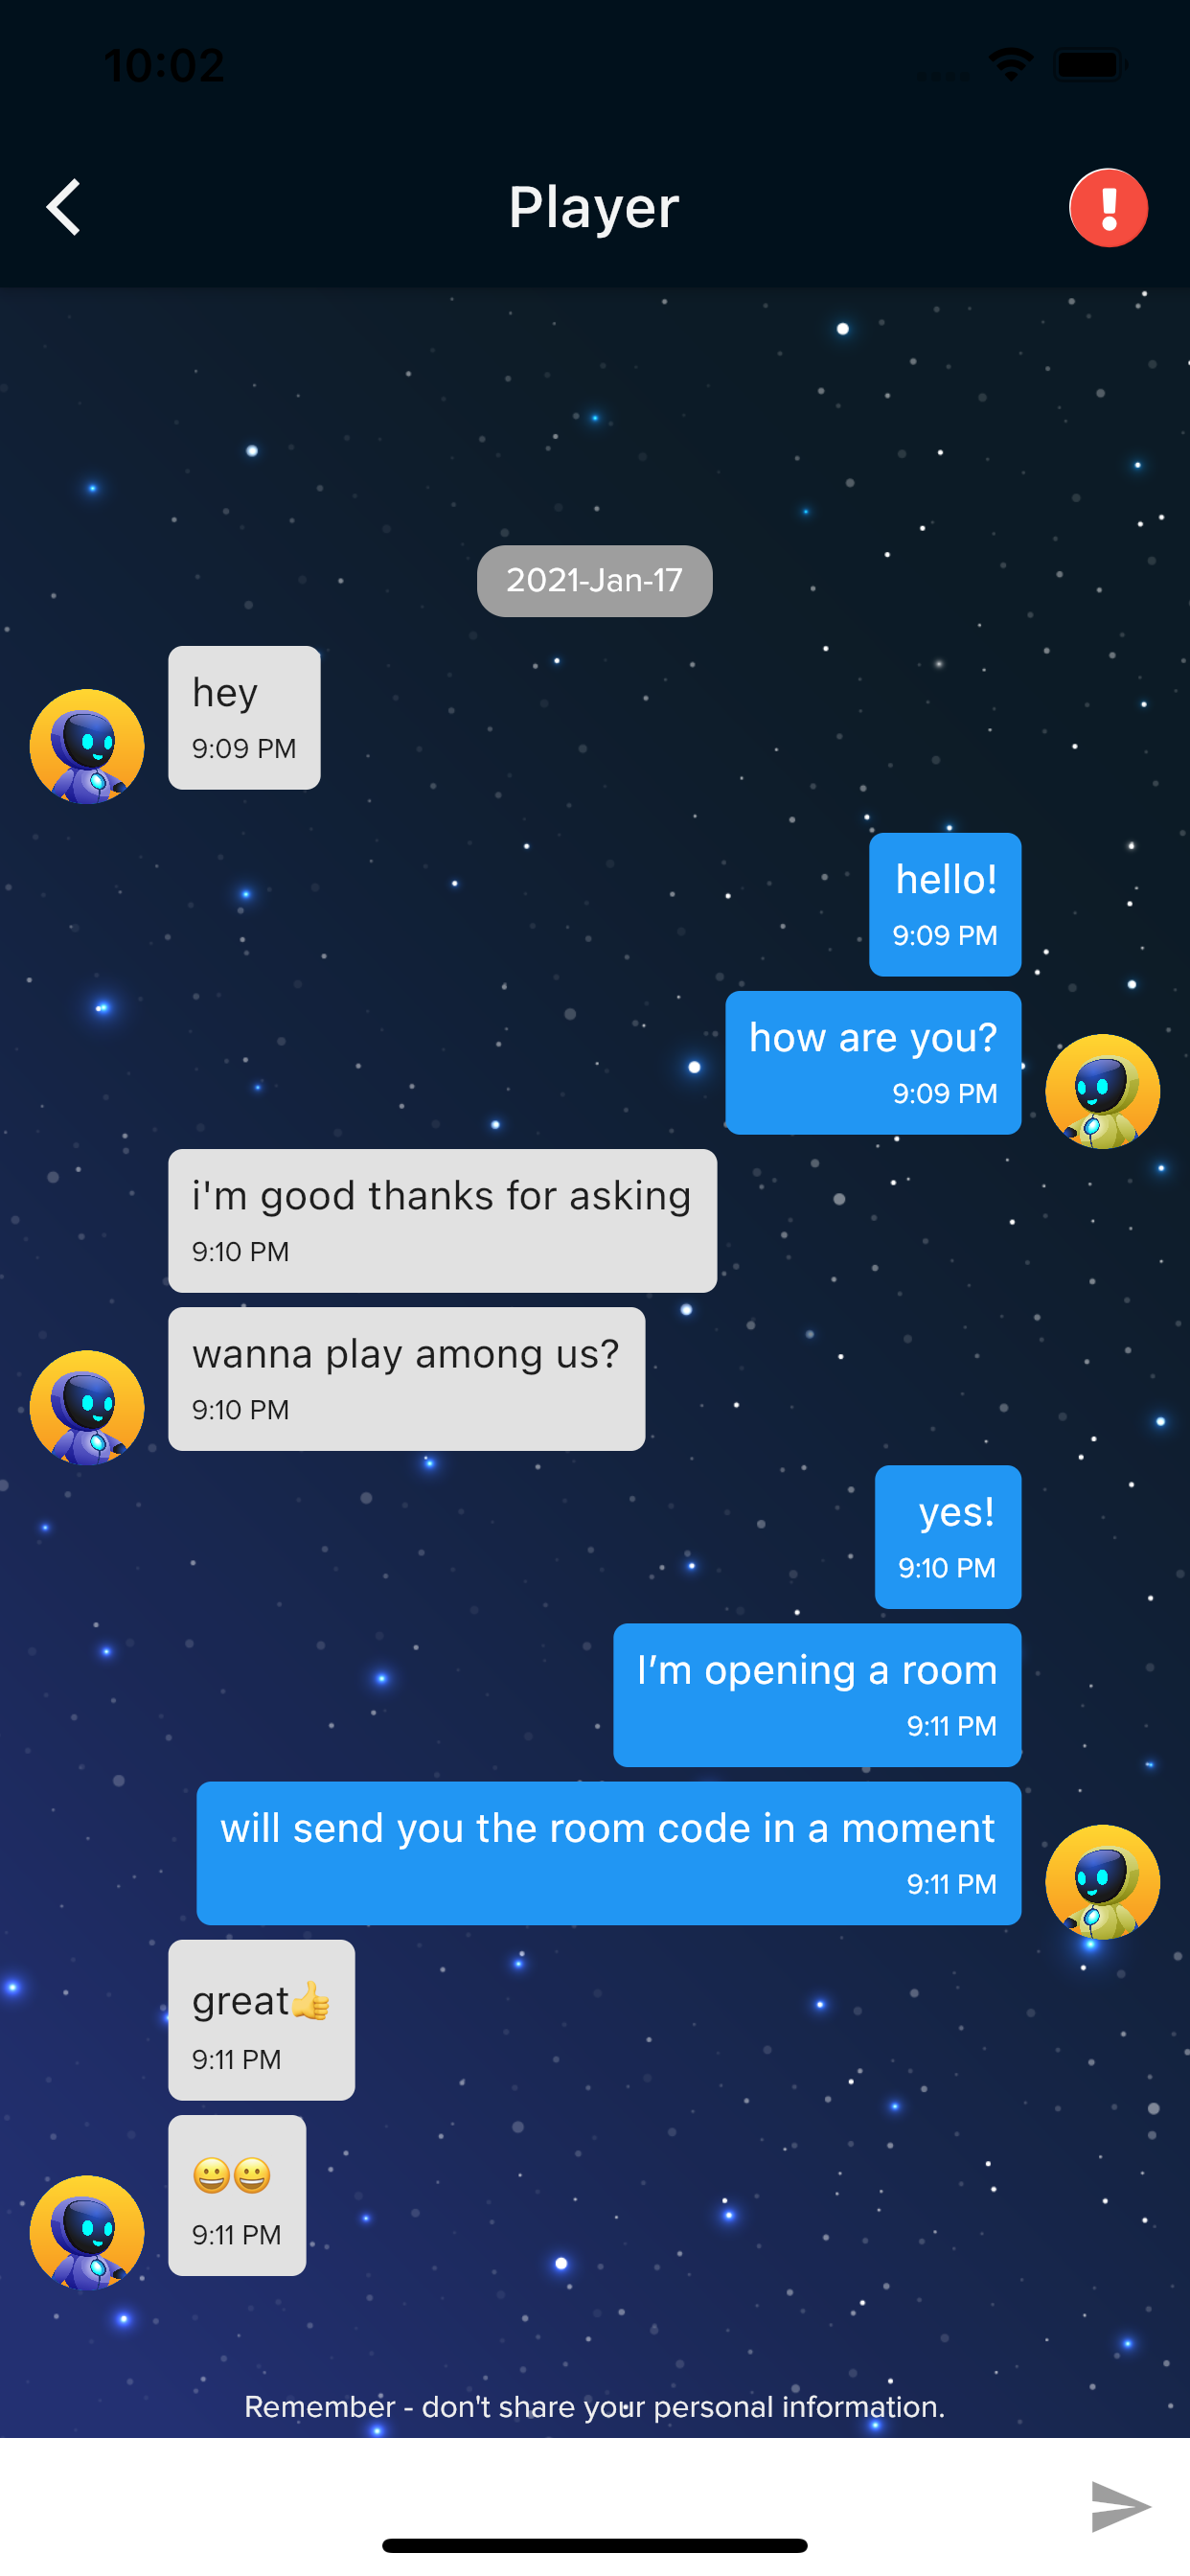 10:02
Player
2021-Jan-17
hey
9:09 PM
hello!
9:09 PM
how are you?
9:09 PM
i'm good thanks for asking
9:10 PM
wanna play among us?
9:10 PM
yes!
9:10 PM
I’m opening a room
9:11 PM
will send you the room code in a moment
9:11 PM
great👍
9:11 PM
😀😀
9:11 PM
Remember - don't share your personal information.